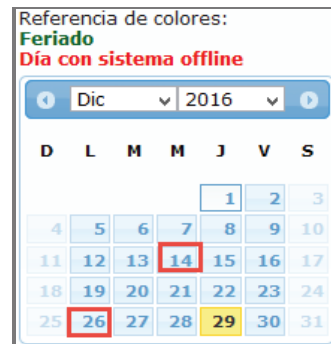 Referencia de colores:
Feriado
Día con sistema offline
Dic 2016
D L M M J V S
1 2 3
4 5 6 7 8 9 10
11 12 13 14 15 16 17
18 19 20 21 22 23 24
25 26 27 28 29 30 31